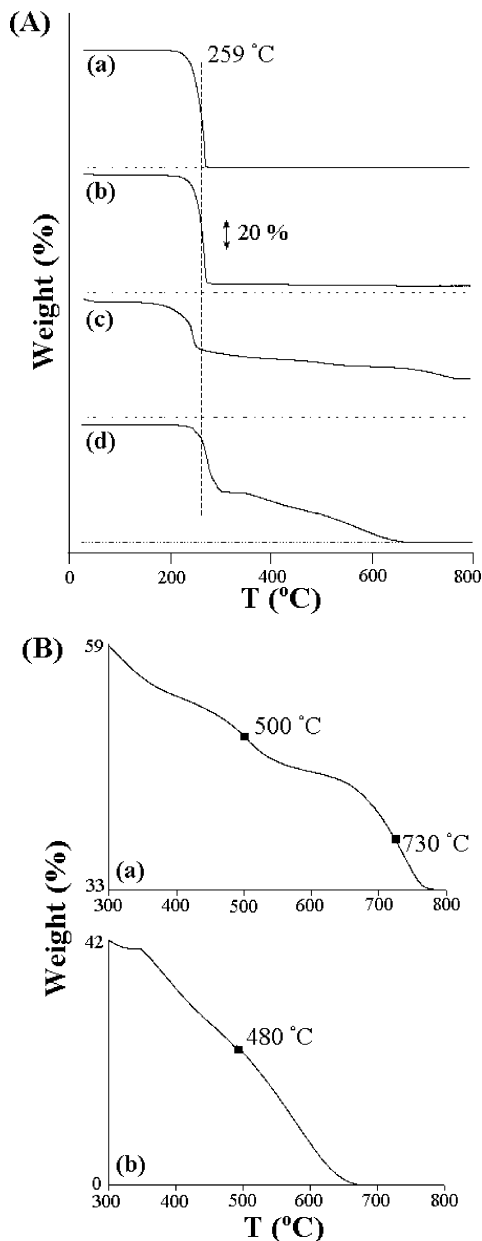 (A)
259 °C
(a)
(b)
20 %
(c)
(d)
Weight (%)
0 200 400 600 800
T (°C)
(B)
59
500 °C
730 °C
(a)
33
300 400 500 600 700 800
Weight (%)
42
480 °C
(b)
0
300 400 500 600 700 800
T (°C)